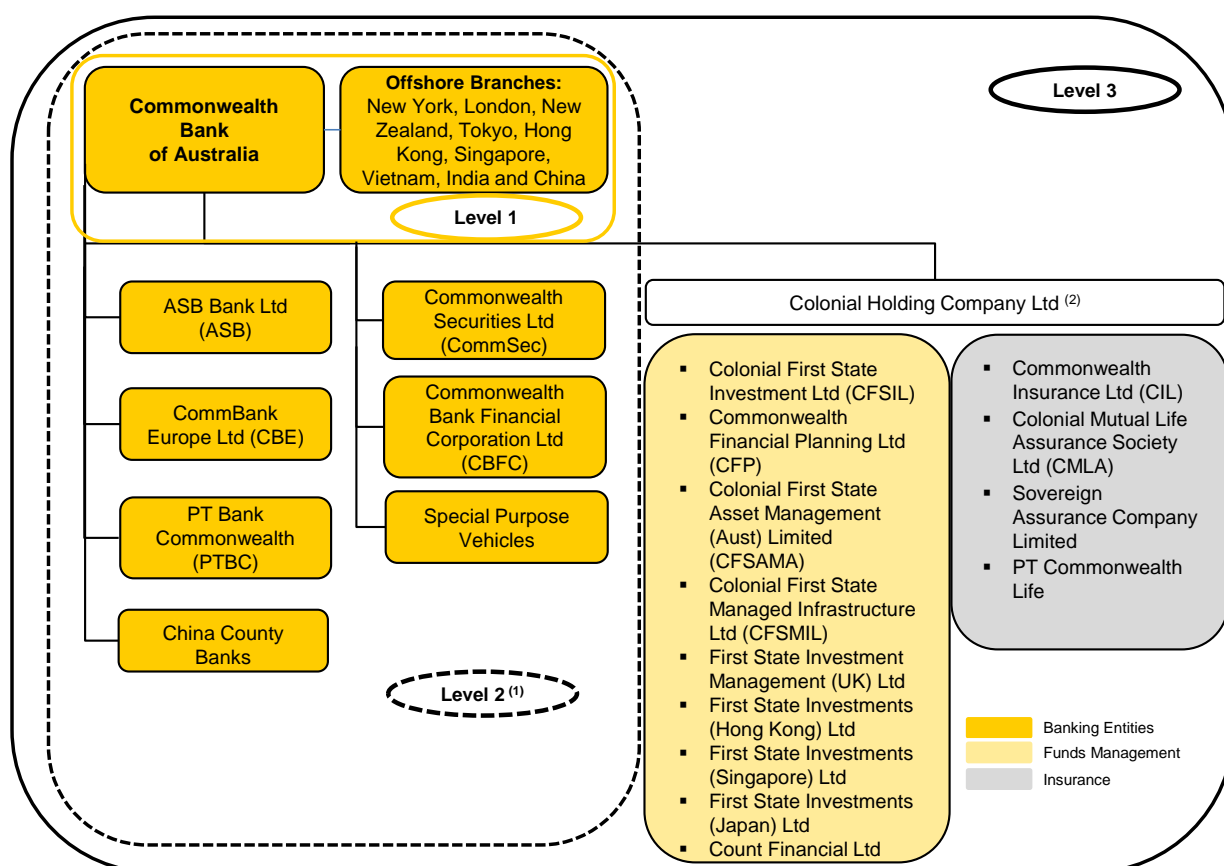 Commonwealth
Bank
of Australia
Offshore Branches:
New York, London, New
Zealand, Tokyo, Hong
Kong, Singapore,
Vietnam, India and China
Level 3
Level 1
ASB Bank Ltd
(ASB)
Commonwealth
Securities Ltd
(CommSec)
Colonial Holding Company Ltd (2)
CommBank
Europe Ltd (CBE)
Commonwealth
Bank Financial
Corporation Ltd
(CBFC)
PT Bank
Commonwealth
(PTBC)
Special Purpose
Vehicles
China County
Banks
Level 2 (1)
▪ Colonial First State
Investment Ltd (CFSIL)
▪ Commonwealth
Financial Planning Ltd
(CFP)
▪ Colonial First State
Asset Management
(Aust) Limited
(CFSAMA)
▪ Colonial First State
Managed Infrastructure
Ltd (CFSMIL)
▪ First State Investment
Management (UK) Ltd
▪ First State Investments
(Hong Kong) Ltd
▪ First State Investments
(Singapore) Ltd
▪ First State Investments
(Japan) Ltd
▪ Count Financial Ltd
▪ Commonwealth
Insurance Ltd (CIL)
▪ Colonial Mutual Life
Assurance Society
Ltd (CMLA)
▪ Sovereign
Assurance Company
Limited
▪ PT Commonwealth
Life
Banking Entities
Funds Management
Insurance